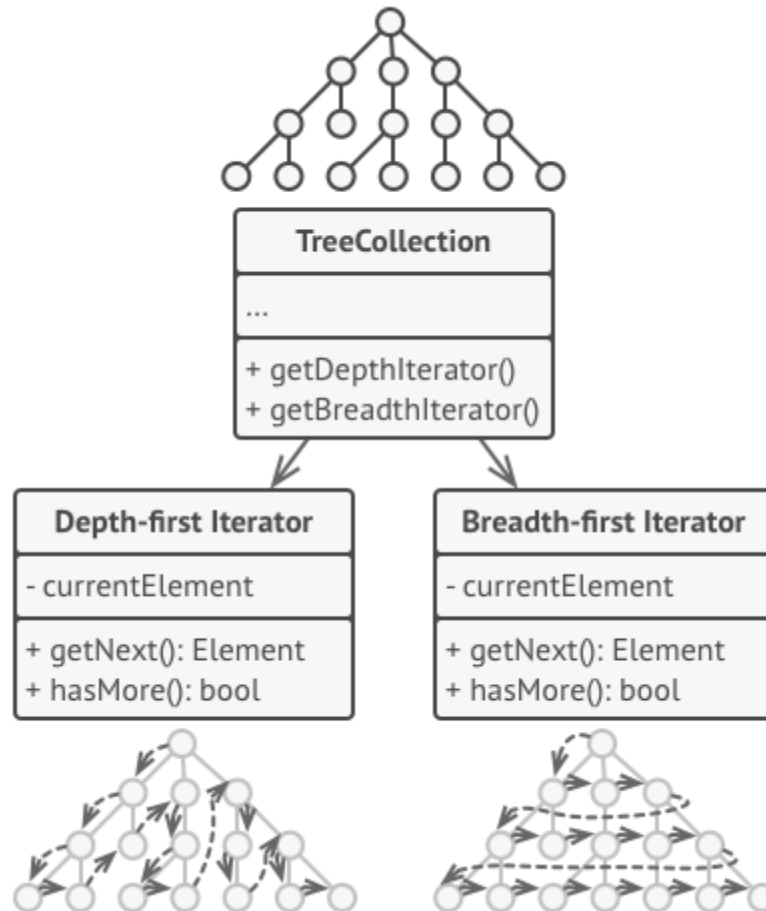 TreeCollection
...
+ getDepthIterator()
+ getBreadthIterator()
Depth-first Iterator
- currentElement
+ getNext(): Element
+ hasMore(): bool
Breadth-first Iterator
- currentElement
+ getNext(): Element
+ hasMore(): bool